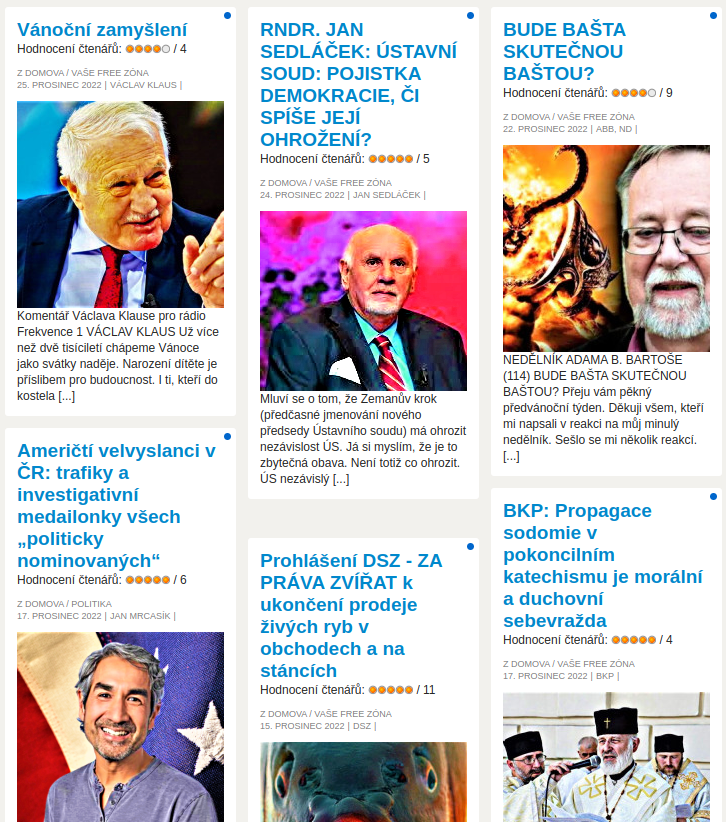 Vánoční zamyšlení
Hodnocení čtenářů: / 4
Z DOMOVA / VAŠE FREE ZÓNA
25. PROSINEC 2022 | VÁCLAV KLAUS |
Komentář Václava Klause pro rádio
Frekvence 1 VÁCLAV KLAUS Už více
než dvě tisíciletí chápeme Vánoce
jako svátky naděje. Narození dítěte je
příslibem pro budoucnost. I ti, kteří do
kostela [...]
Američtí velvyslanci v
ČR: trafiky a
investigativní
medailonky všech
„politicky
nominovaných“
Hodnocení čtenářů: / 6
Z DOMOVA / POLITIKA
17. PROSINEC 2022 | JAN MRCASÍK |
RNDR. JAN
SEDLÁČEK: ÚSTAVNÍ
SOUD: POJISTKA
DEMOKRACIE, ČI
SPÍŠE JEJÍ
OHROŽENÍ?
Hodnocení čtenářů: / 5
Z DOMOVA / VAŠE FREE ZÓNA
24. PROSINEC 2022 | JAN SEDLÁČEK |
Mluví se o tom, že Zemanův krok
(předčasné jmenování nového
předsedy Ústavního soudu) má ohrozit
nezávislost ÚS. Já si myslím, že je to
zbytečná obava. Není totiž co ohrozit.
ÚS nezávislý [...]
Prohlášení DSZ - ZA
PRÁVA ZVÍŘAT k
ukončení prodeje
živých ryb v
obchodech a na
stáncích
Hodnocení čtenářů: / 11
Z DOMOVA / VAŠE FREE ZÓNA
15. PROSINEC 2022 | DSZ |
BUDE BAŠTA
SKUTEČNOU
BAŠTOU?
Hodnocení čtenářů: / 9
Z DOMOVA / VAŠE FREE ZÓNA
22. PROSINEC 2022 | ABB, ND |
NEDĚLNÍK ADAMA B. BARTOŠE
(114) BUDE BAŠTA SKUTEČNOU
BAŠTOU? Přeju vám pěkný
předvánoční týden. Děkuji všem, kteří
mi napsali v reakci na můj minulý
nedělník. Sešlo se mi několik reakcí.
[...]
BKP: Propagace
sodomie v
pokoncilním
katechismu je morální
a duchovní
sebevražda
Hodnocení čtenářů: / 4
Z DOMOVA / VAŠE FREE ZÓNA
17. PROSINEC 2022 | BKP |